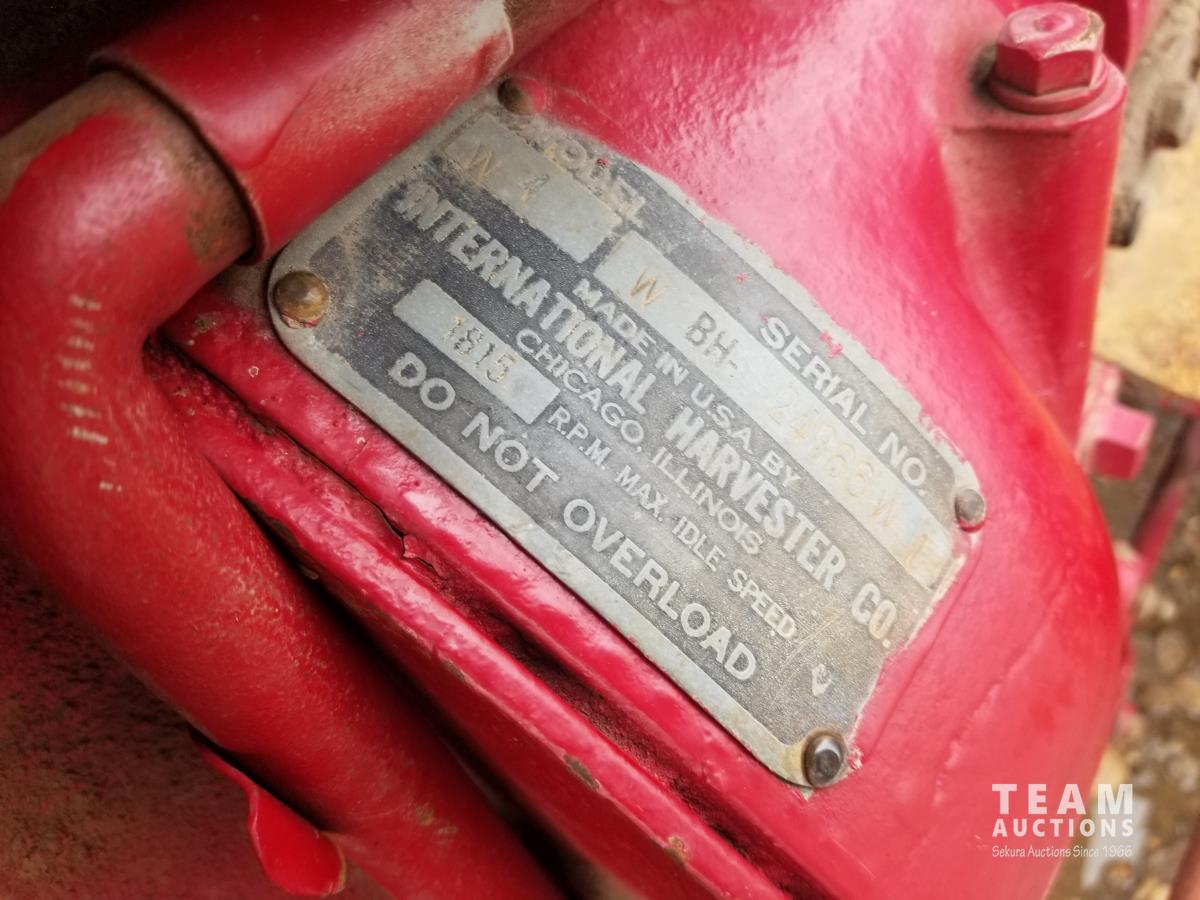 MODEL
W 4
SERIAL NO.
W BH- 24966 W
MADE IN U.S.A. BY
INTERNATIONAL HARVESTER CO.
CHICAGO, ILLINOIS
1815 R.P.M. MAX. IDLE SPEED
DO NOT OVERLOAD
TEAM
AUCTIONS
Sekura Auctions Since 1966